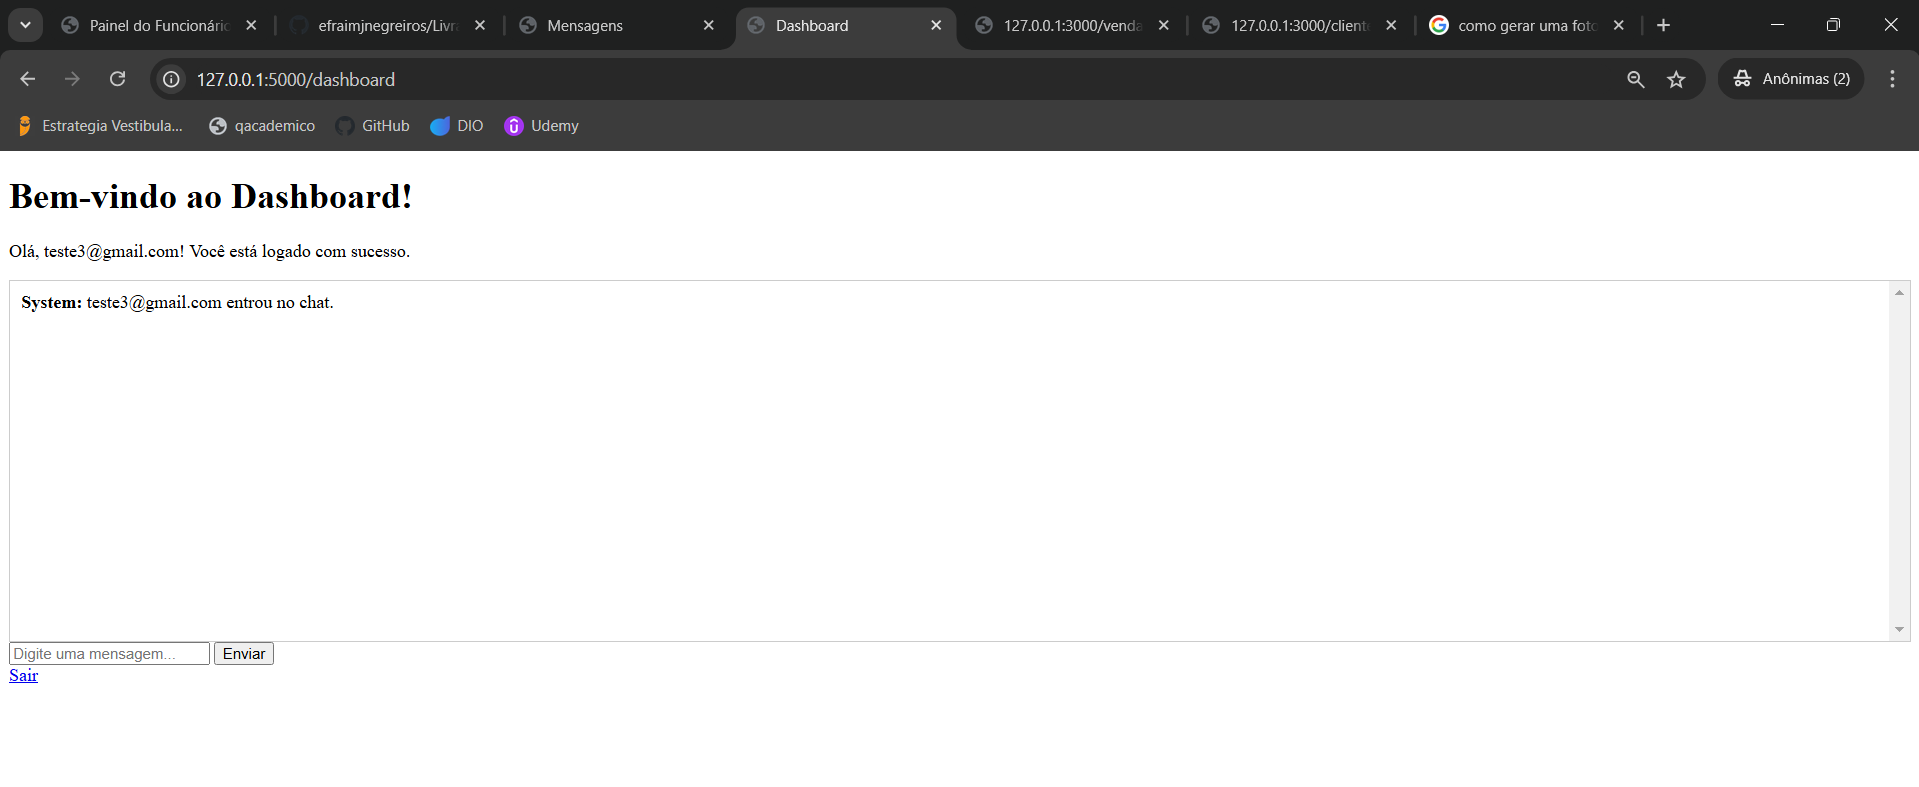 Painel do Funcionário
efraimjnegreiros/Livra
Mensagens
Dashboard
127.0.0.1:3000/venda
127.0.0.1:3000/cliente
como gerar uma foto
127.0.0.1:5000/dashboard
Anônimas (2)
Estrategia Vestibula...
qacademico
GitHub
DIO
Udemy
Bem-vindo ao Dashboard!
Olá, teste3@gmail.com! Você está logado com sucesso.
System: teste3@gmail.com entrou no chat.
Digite uma mensagem...
Enviar
Sair